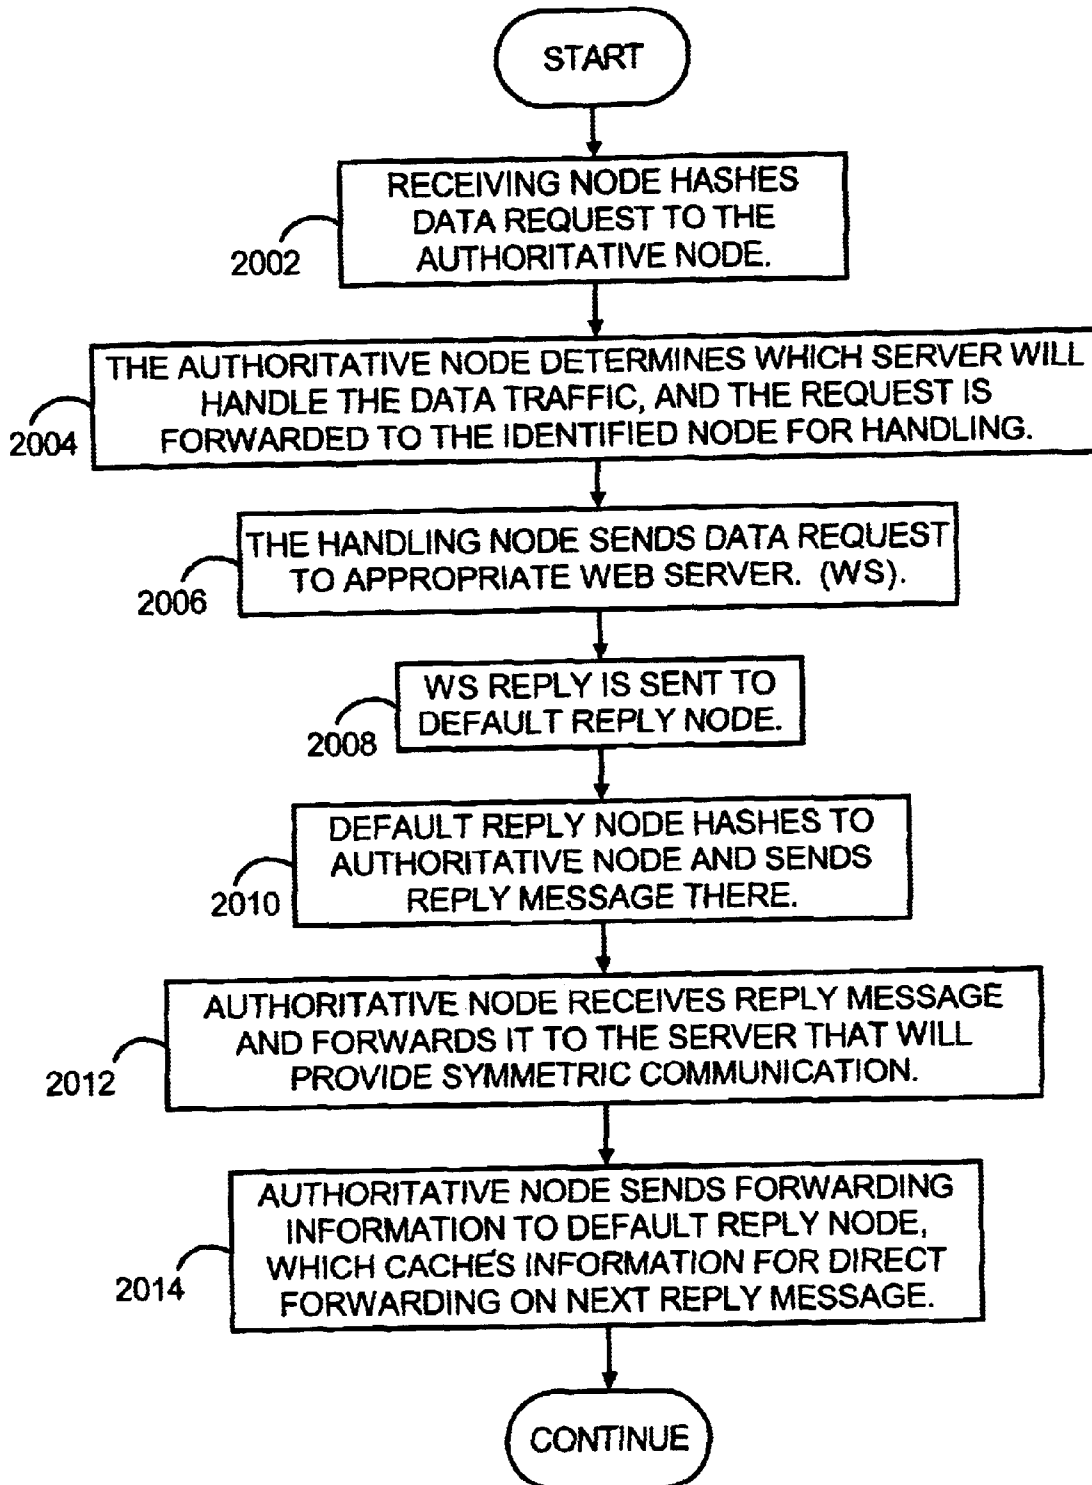 START
RECEIVING NODE HASHES
DATA REQUEST TO THE
AUTHORITATIVE NODE.
2002
THE AUTHORITATIVE NODE DETERMINES WHICH SERVER WILL
HANDLE THE DATA TRAFFIC, AND THE REQUEST IS
FORWARDED TO THE IDENTIFIED NODE FOR HANDLING.
2004
THE HANDLING NODE SENDS DATA REQUEST
TO APPROPRIATE WEB SERVER. (WS).
2006
WS REPLY IS SENT TO
DEFAULT REPLY NODE.
2008
DEFAULT REPLY NODE HASHES TO
AUTHORITATIVE NODE AND SENDS
REPLY MESSAGE THERE.
2010
AUTHORITATIVE NODE RECEIVES REPLY MESSAGE
AND FORWARDS IT TO THE SERVER THAT WILL
PROVIDE SYMMETRIC COMMUNICATION.
2012
AUTHORITATIVE NODE SENDS FORWARDING
INFORMATION TO DEFAULT REPLY NODE,
WHICH CACHES INFORMATION FOR DIRECT
FORWARDING ON NEXT REPLY MESSAGE.
2014
CONTINUE